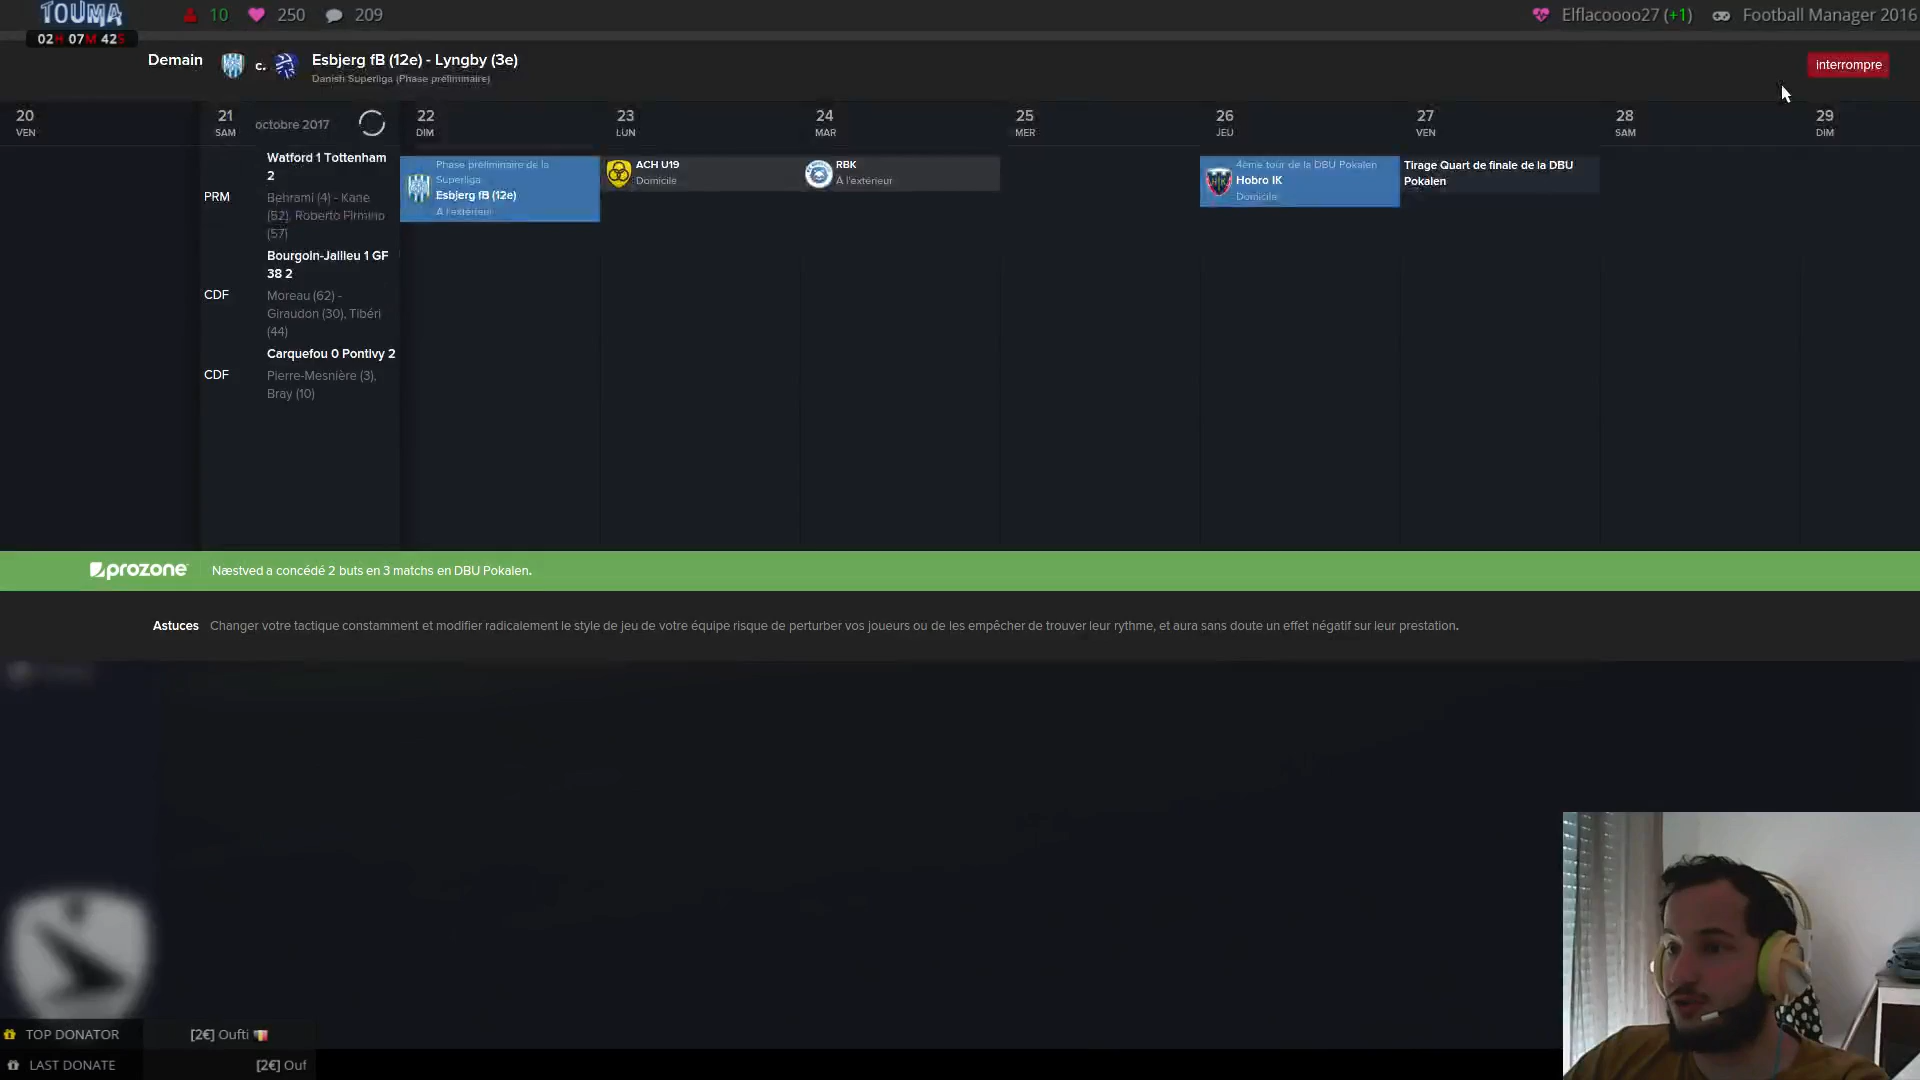 TOUMA
10 250 209
Elflacoooo27 (+1) Football Manager 2016
02H 07M 42S
Demain c. Esbjerg fB (12e) - Lyngby (3e)
Danish Superliga (Phase préliminaire)
interrompre
20 21 22 23 24 25 26 27 28 29
VEN SAM octobre 2017 DIM LUN MAR MER JEU VEN SAM DIM
Watford 1 Tottenham
2
PRM
Behrami (4) - Kane
(52), Roberto Firmino
(57)
Bourgoin-Jallieu 1 GF
38 2
CDF
Moreau (62) -
Giraudon (30), Tibéri
(44)
Carquefou 0 Pontivy 2
CDF
Pierre-Mesnière (3),
Bray (10)
Phase préliminaire de la
Superliga
Esbjerg fB (12e)
À l'extérieur
ACH U19
Domicile
RBK
À l'extérieur
4ème tour de la DBU Pokalen
Hobro IK
Domicile
Tirage Quart de finale de la DBU
Pokalen
prozone Næstved a concédé 2 buts en 3 matchs en DBU Pokalen.
Astuces Changer votre tactique constamment et modifier radicalement le style de jeu de votre équipe risque de perturber vos joueurs ou de les empêcher de trouver leur rythme, et aura sans doute un effet négatif sur leur prestation.
TOP DONATOR [2€] Oufti
LAST DONATE [2€] Ouf